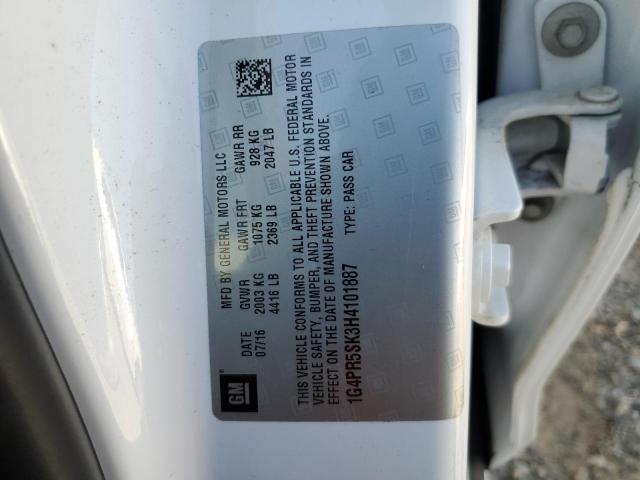 MFD BY GENERAL MOTORS LLC
DATE GVWR GAWR FRT GAWR RR
07/16 2003 KG 1075 KG 928 KG
4416 LB 2369 LB 2047 LB
THIS VEHICLE CONFORMS TO ALL APPLICABLE U.S. FEDERAL MOTOR
VEHICLE SAFETY, BUMPER, AND THEFT PREVENTION STANDARDS IN
EFFECT ON THE DATE OF MANUFACTURE SHOWN ABOVE.
1G4PR5SK3H4101887 TYPE: PASS CAR
GM